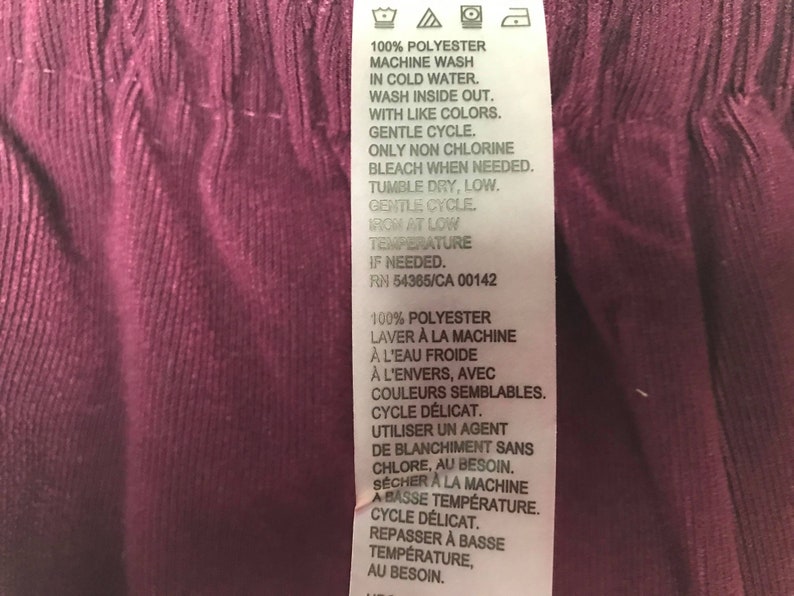 100% POLYESTER
MACHINE WASH
IN COLD WATER.
WASH INSIDE OUT.
WITH LIKE COLORS.
GENTLE CYCLE.
ONLY NON CHLORINE
BLEACH WHEN NEEDED.
TUMBLE DRY, LOW.
GENTLE CYCLE.
IRON AT LOW
TEMPERATURE
IF NEEDED.
RN 54365/CA 00142
100% POLYESTER
LAVER À LA MACHINE
À L'EAU FROIDE
À L'ENVERS, AVEC
COULEURS SEMBLABLES.
CYCLE DÉLICAT.
UTILISER UN AGENT
DE BLANCHIMENT SANS
CHLORE, AU BESOIN.
SÉCHER À LA MACHINE
À BASSE TEMPÉRATURE.
CYCLE DÉLICAT.
REPASSER À BASSE
TEMPÉRATURE,
AU BESOIN.